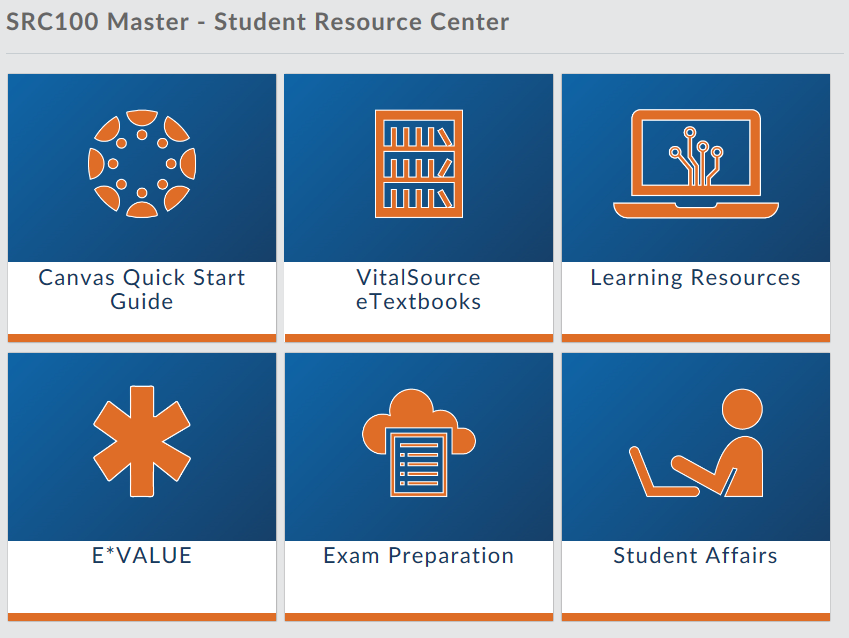 SRC100 Master - Student Resource Center
Canvas Quick Start
Guide
VitalSource
eTextbooks
Learning Resources
E*VALUE
Exam Preparation
Student Affairs